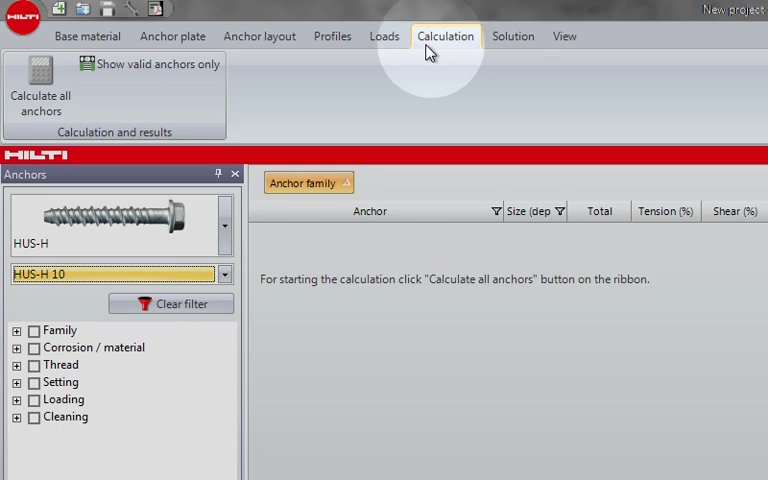 HILTI
New project
Base material Anchor plate Anchor layout Profiles Loads Calculation Solution View
Show valid anchors only
Calculate all
anchors
Calculation and results
HILTI
Anchors
Anchor family
Anchor Size (dep Total Tension (%) Shear (%)
HUS-H
HUS-H 10
For starting the calculation click "Calculate all anchors" button on the ribbon.
Clear filter
Family
Corrosion / material
Thread
Setting
Loading
Cleaning